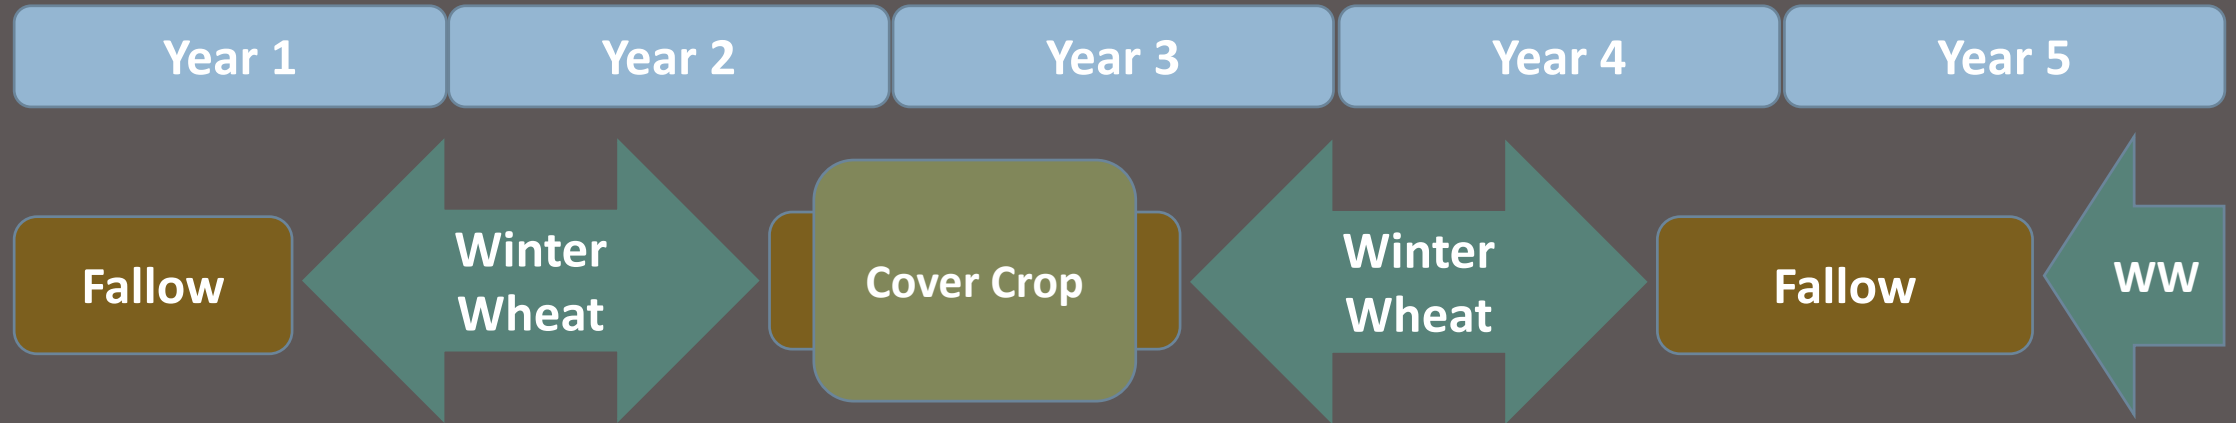 Year 1
Year 2
Year 3
Year 4
Year 5
Fallow
Winter
Wheat
Cover Crop
Winter
Wheat
Fallow
WW